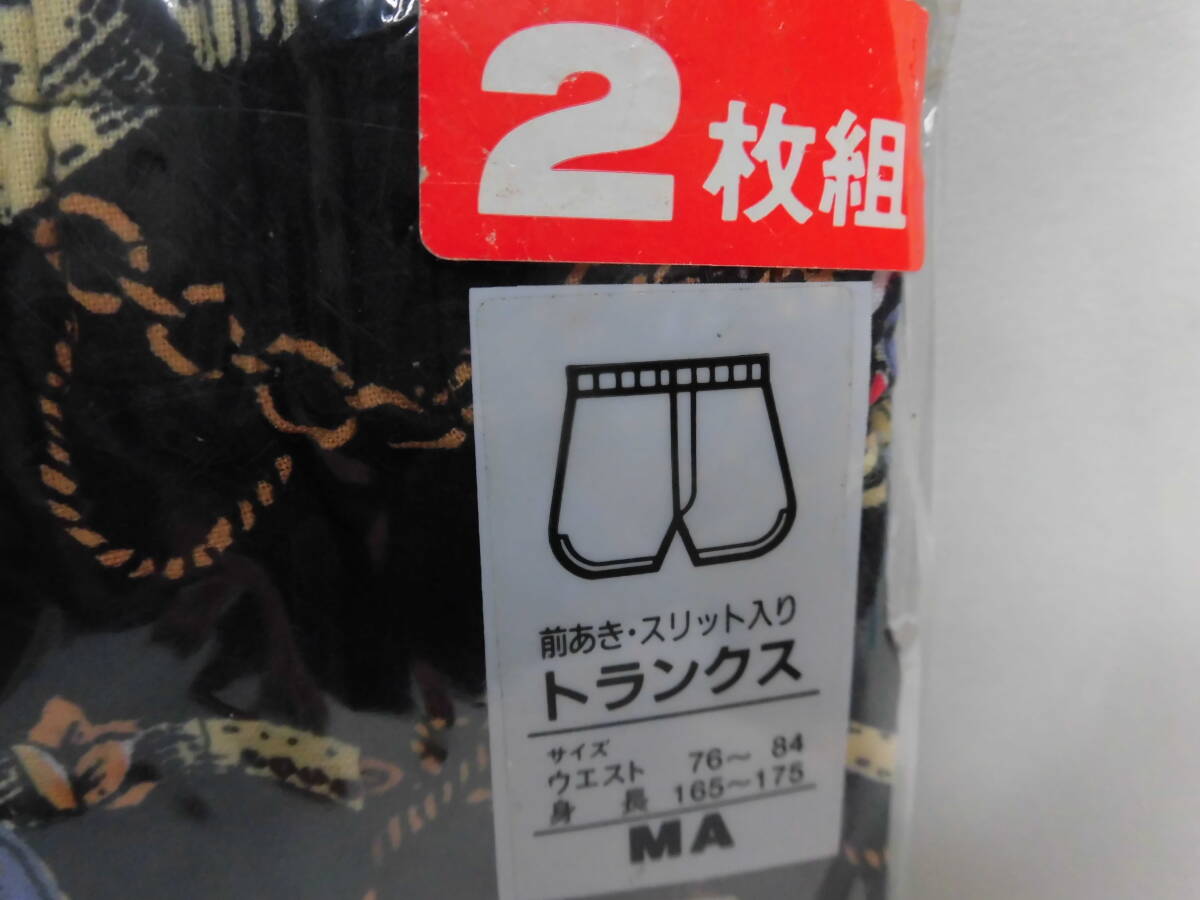 2枚組
前あき・スリット入り
トランクス
サイズ
ウエスト 76～ 84
身 長 165～175
MA